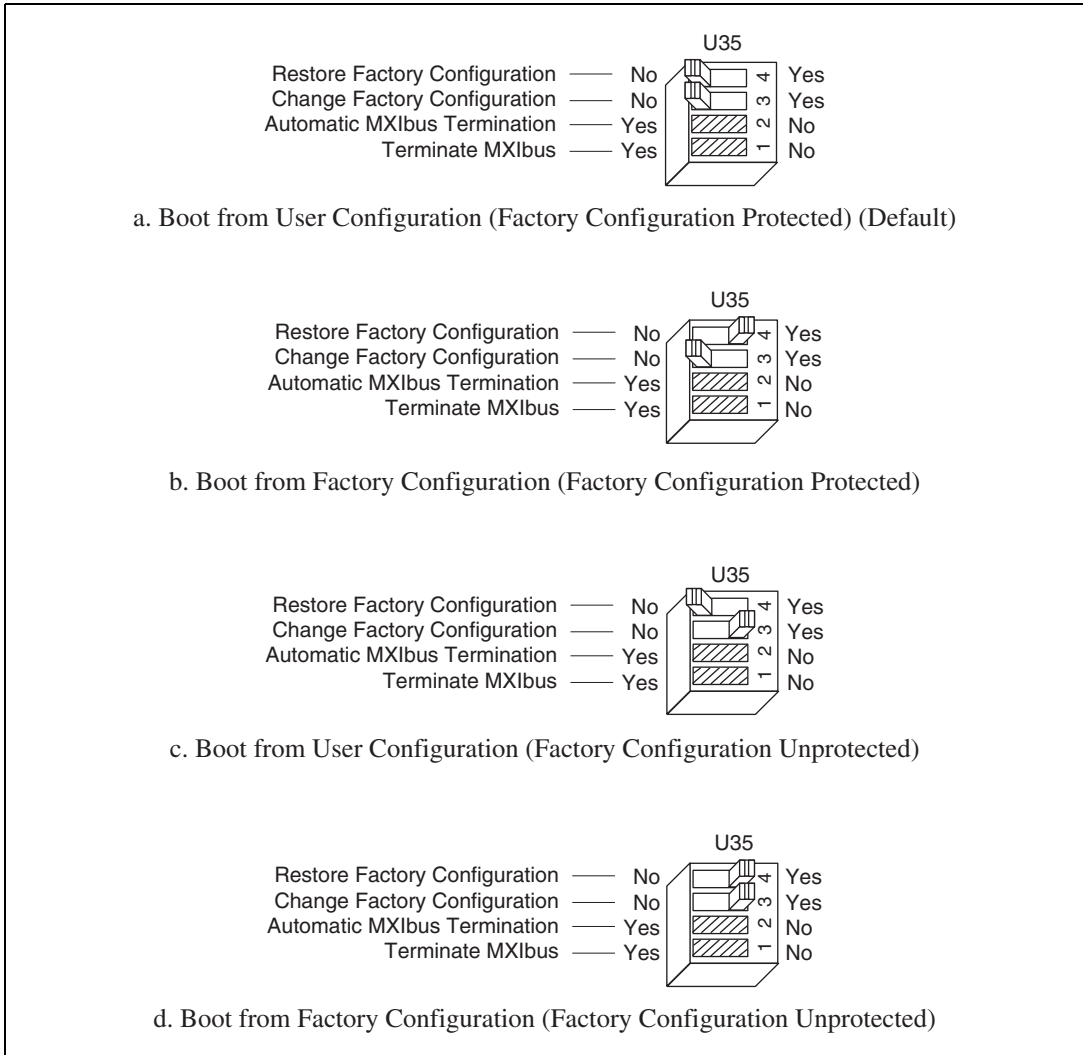 U35
Restore Factory Configuration No 4 Yes
Change Factory Configuration No 3 Yes
Automatic MXIbus Termination Yes 2 No
Terminate MXIbus Yes 1 No
a. Boot from User Configuration (Factory Configuration Protected) (Default)
U35
Restore Factory Configuration No 4 Yes
Change Factory Configuration No 3 Yes
Automatic MXIbus Termination Yes 2 No
Terminate MXIbus Yes 1 No
b. Boot from Factory Configuration (Factory Configuration Protected)
U35
Restore Factory Configuration No 4 Yes
Change Factory Configuration No 3 Yes
Automatic MXIbus Termination Yes 2 No
Terminate MXIbus Yes 1 No
c. Boot from User Configuration (Factory Configuration Unprotected)
U35
Restore Factory Configuration No 4 Yes
Change Factory Configuration No 3 Yes
Automatic MXIbus Termination Yes 2 No
Terminate MXIbus Yes 1 No
d. Boot from Factory Configuration (Factory Configuration Unprotected)